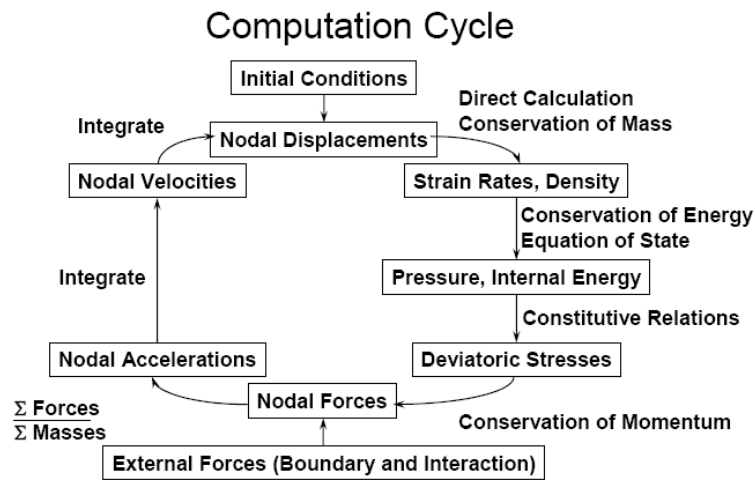 Computation Cycle
Initial Conditions
Direct Calculation
Conservation of Mass
Integrate
Nodal Displacements
Nodal Velocities
Strain Rates, Density
Conservation of Energy
Equation of State
Integrate
Pressure, Internal Energy
Constitutive Relations
Nodal Accelerations
Deviatoric Stresses
Σ Forces
Σ Masses
Nodal Forces
Conservation of Momentum
External Forces (Boundary and Interaction)